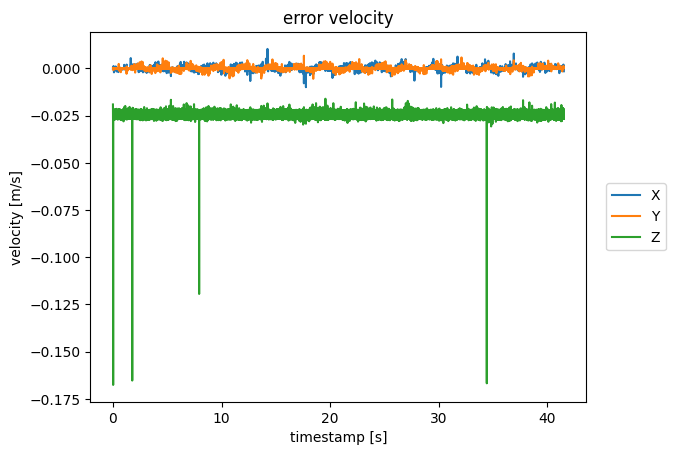 error velocity
velocity [m/s]
0.000
−0.025
−0.050
−0.075
−0.100
−0.125
−0.150
−0.175
0
10
20
30
40
timestamp [s]
X
Y
Z